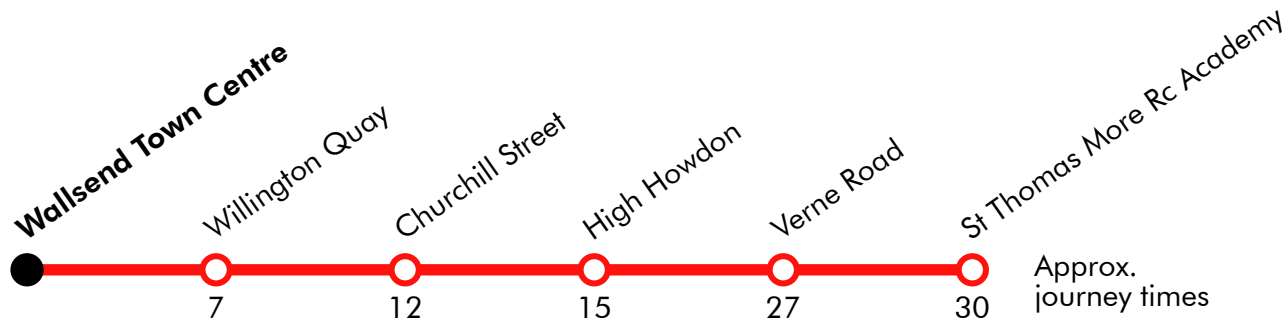 Wallsend Town Centre
Willington Quay
Churchill Street
High Howdon
Verne Road
St Thomas More Rc Academy
7
12
15
27
30
Approx.
journey times